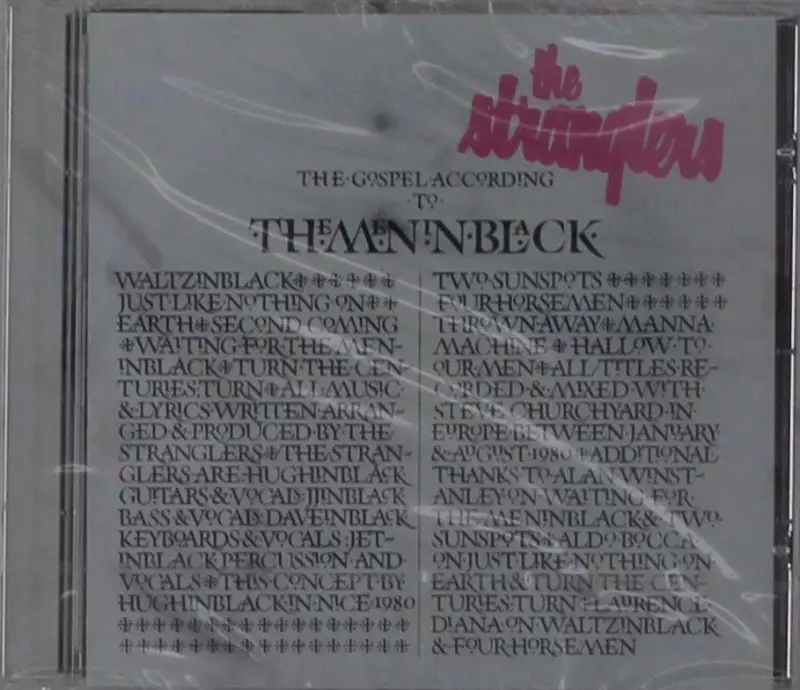 the
stranglers
THE·GOSPEL·ACCORDING
·TO·
·THEMENINBLACK·
WALTZINBLACK
JUST·LIKE·NOTHING·ON
EARTH SECOND COMING
WAITING·FOR·THE·MEN-
INBLACK TURN·THE·CEN-
TURIES·TURN ALL·MUSIC·
&·LYRICS·WRITTEN·ARRAN-
GED·&·PRODUCED·BY·THE
STRANGLERS THE·STRAN-
GLERS·ARE·HUGHINBLACK
GUITARS·&·VOCALS·JJINBLACK
BASS·&·VOCALS·DAVEINBLACK
KEYBOARDS·&·VOCALS·JET-
INBLACK·PERCUSSION·AND·
VOCALS THIS·CONCEPT·BY
HUGHINBLACK·IN·NICE·1980
TWO·SUNSPOTS
FOUR·HORSEMEN
THROWN·AWAY MANNA·
MACHINE HALLOW·TO·
OUR·MEN ALL·TITLES·RE-
CORDED·&·MIXED·WITH·
STEVE·CHURCHYARD·IN·
EUROPE·BETWEEN·JANUARY
&·AUGUST·1980 ADDITIONAL
THANKS·TO·ALAN·WINST-
ANLEY·ON·WAITING·FOR·
THE·MENINBLACK·&·TWO·
SUNSPOTS ALDO·BOCCA·
ON·JUST·LIKE·NOTHING·ON·
EARTH·&·TURN·THE·CEN-
TURIES·TURN LAURENCE·
DIANA·ON·WALTZINBLACK
&·FOUR·HORSEMEN